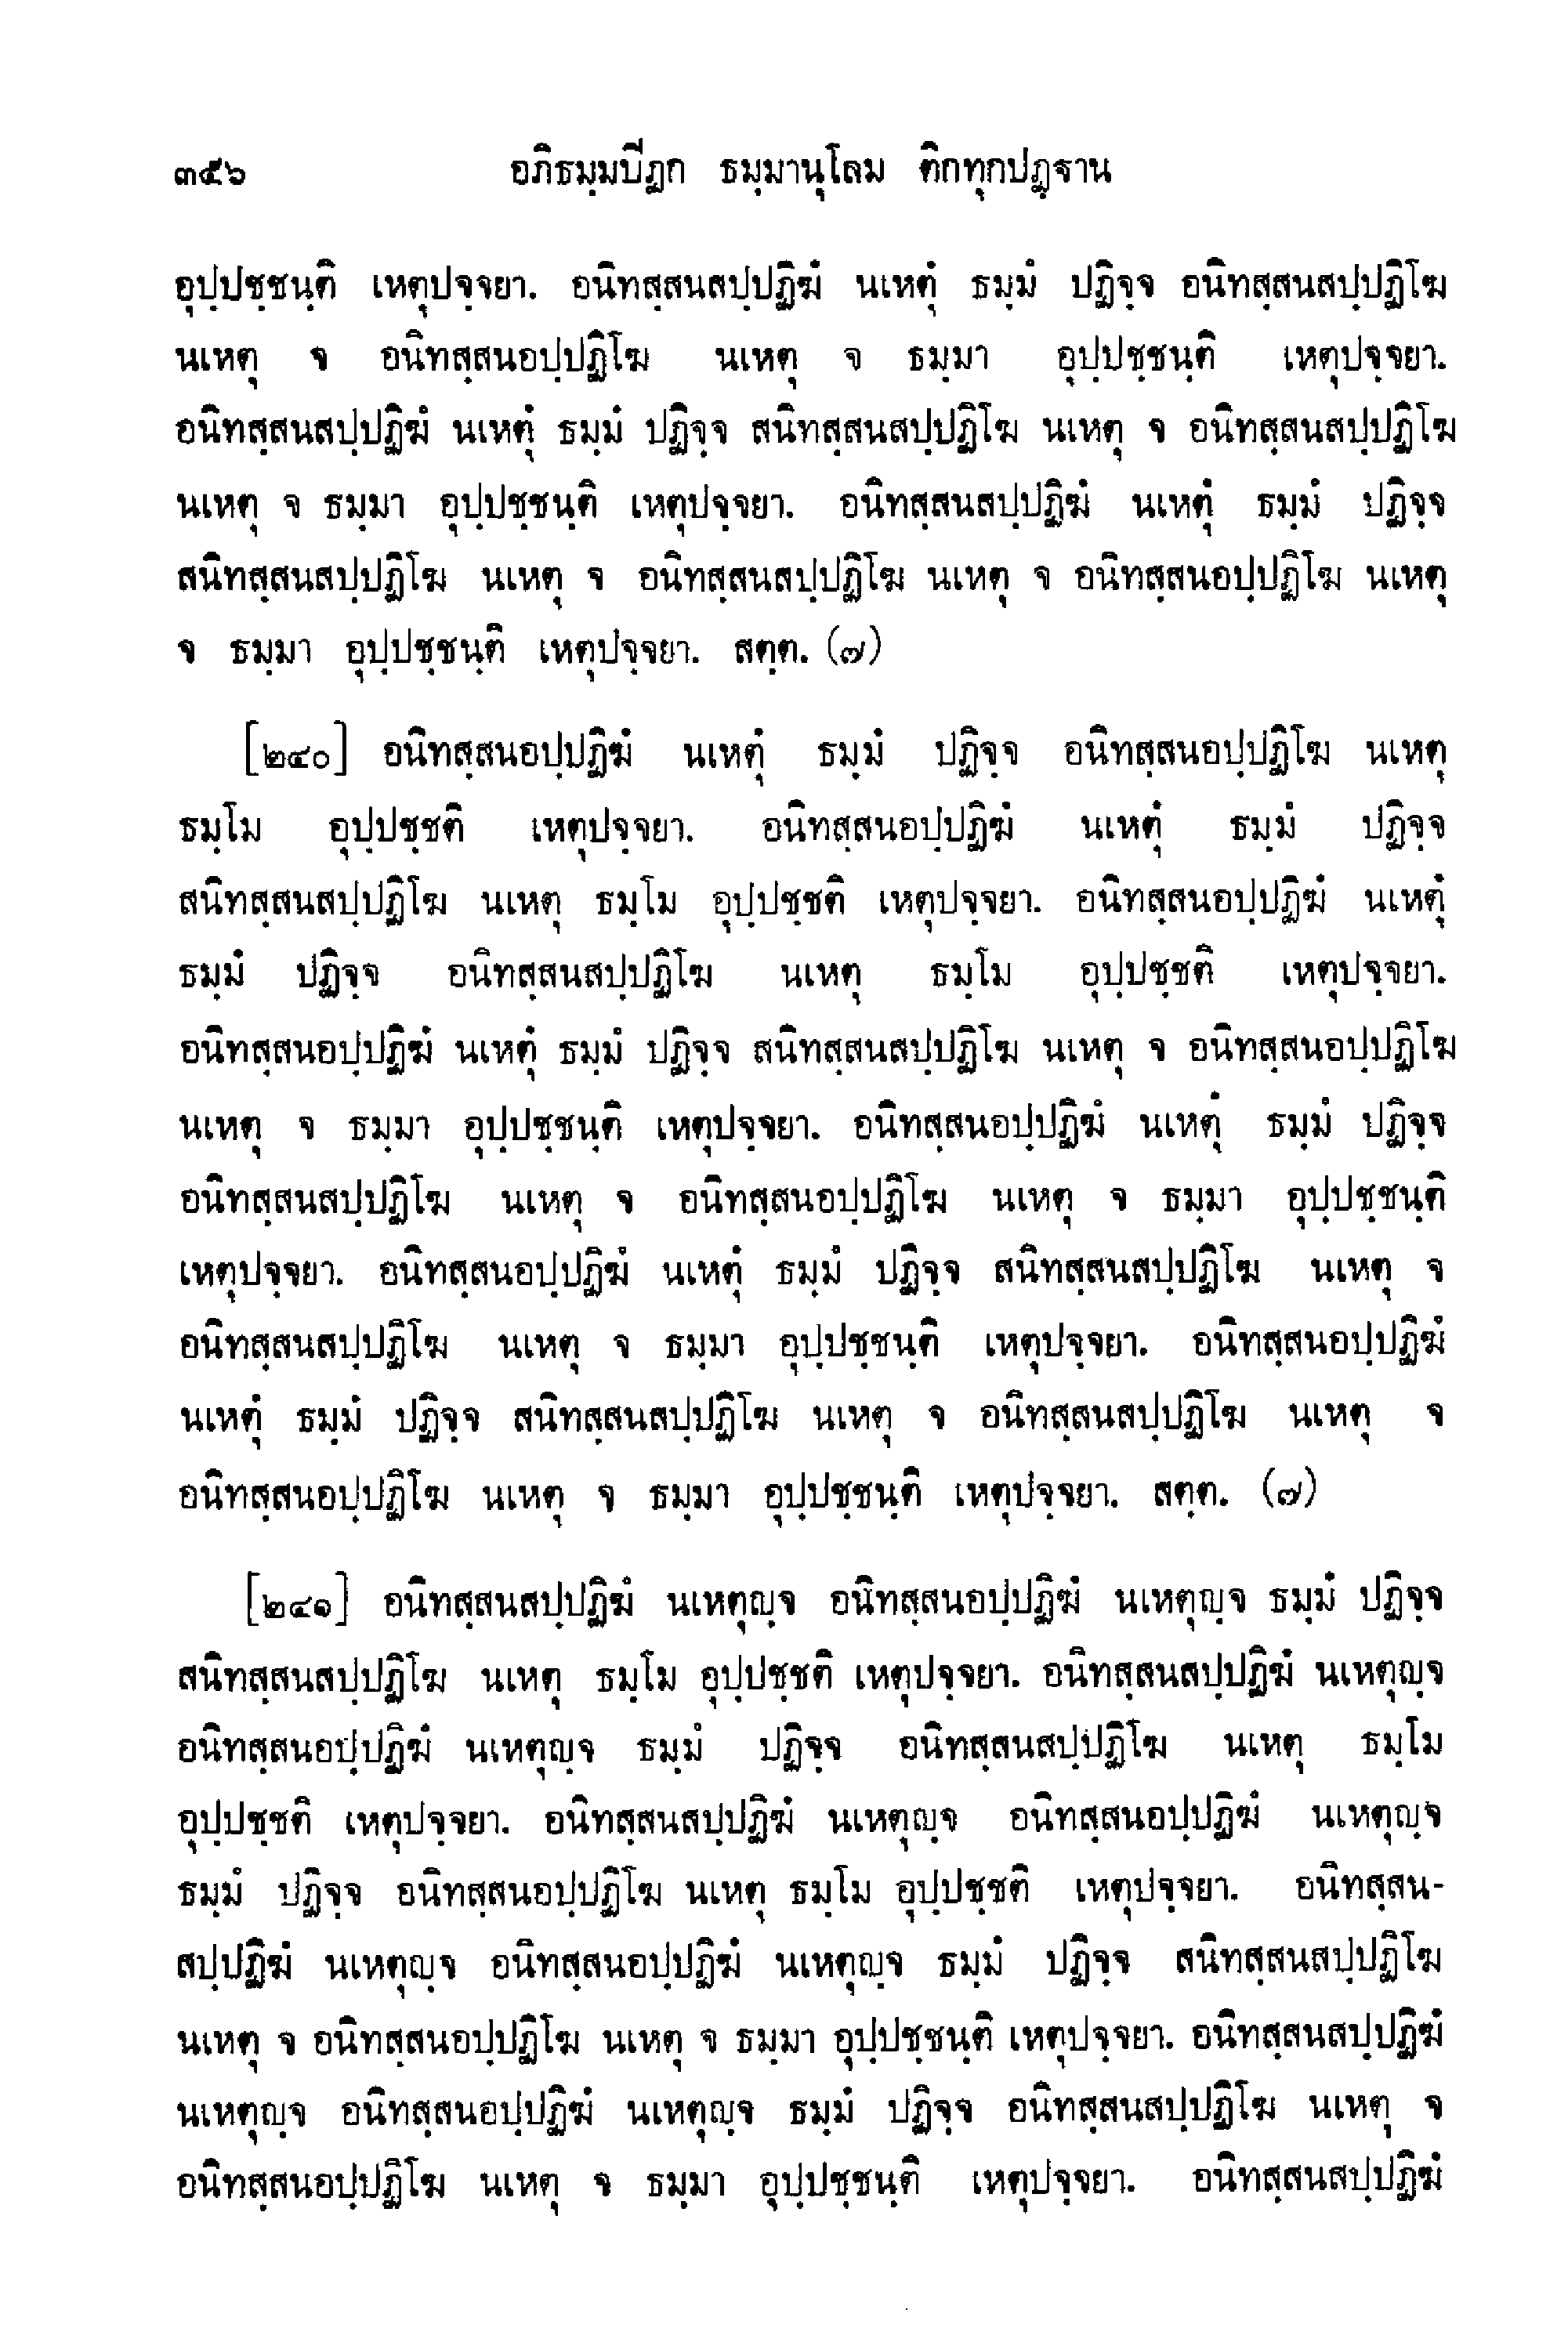 ๓๕๖ อภิธมฺมปีฏก ธมฺมานุโลม ติกทุกปฏฺฐาน
อุปฺปชฺชนฺติ เหตุปจฺจยา. อนิทสฺสนสปฺปฏิฆํ นเหตุํ ธมฺมํ ปฏิจฺจ อนิทสฺสนสปฺปฏิโฆ
นเหตุ จ อนิทสฺสนอปฺปฏิโฆ นเหตุ จ ธมฺมา อุปฺปชฺชนฺติ เหตุปจฺจยา.
อนิทสฺสนสปฺปฏิฆํ นเหตุํ ธมฺมํ ปฏิจฺจ สนิทสฺสนสปฺปฏิโฆ นเหตุ จ อนิทสฺสนสปฺปฏิโฆ
นเหตุ จ ธมฺมา อุปฺปชฺชนฺติ เหตุปจฺจยา. อนิทสฺสนสปฺปฏิฆํ นเหตุํ ธมฺมํ ปฏิจฺจ
สนิทสฺสนสปฺปฏิโฆ นเหตุ จ อนิทสฺสนสปฺปฏิโฆ นเหตุ จ อนิทสฺสนอปฺปฏิโฆ นเหตุ
จ ธมฺมา อุปฺปชฺชนฺติ เหตุปจฺจยา. สตฺต. (๗)
[๒๔๐] อนิทสฺสนอปฺปฏิฆํ นเหตุํ ธมฺมํ ปฏิจฺจ อนิทสฺสนอปฺปฏิโฆ นเหตุ
ธมฺโม อุปฺปชฺชติ เหตุปจฺจยา. อนิทสฺสนอปฺปฏิฆํ นเหตุํ ธมฺมํ ปฏิจฺจ
สนิทสฺสนสปฺปฏิโฆ นเหตุ ธมฺโม อุปฺปชฺชติ เหตุปจฺจยา. อนิทสฺสนอปฺปฏิฆํ นเหตุํ
ธมฺมํ ปฏิจฺจ อนิทสฺสนสปฺปฏิโฆ นเหตุ ธมฺโม อุปฺปชฺชติ เหตุปจฺจยา.
อนิทสฺสนอปฺปฏิฆํ นเหตุํ ธมฺมํ ปฏิจฺจ สนิทสฺสนสปฺปฏิโฆ นเหตุ จ อนิทสฺสนอปฺปฏิโฆ
นเหตุ จ ธมฺมา อุปฺปชฺชนฺติ เหตุปจฺจยา. อนิทสฺสนอปฺปฏิฆํ นเหตุํ ธมฺมํ ปฏิจฺจ
อนิทสฺสนสปฺปฏิโฆ นเหตุ จ อนิทสฺสนอปฺปฏิโฆ นเหตุ จ ธมฺมา อุปฺปชฺชนฺติ
เหตุปจฺจยา. อนิทสฺสนอปฺปฏิฆํ นเหตุํ ธมฺมํ ปฏิจฺจ สนิทสฺสนสปฺปฏิโฆ นเหตุ จ
อนิทสฺสนสปฺปฏิโฆ นเหตุ จ ธมฺมา อุปฺปชฺชนฺติ เหตุปจฺจยา. อนิทสฺสนอปฺปฏิฆํ
นเหตุํ ธมฺมํ ปฏิจฺจ สนิทสฺสนสปฺปฏิโฆ นเหตุ จ อนิทสฺสนสปฺปฏิโฆ นเหตุ จ
อนิทสฺสนอปฺปฏิโฆ นเหตุ จ ธมฺมา อุปฺปชฺชนฺติ เหตุปจฺจยา. สตฺต. (๗)
[๒๔๑] อนิทสฺสนสปฺปฏิฆํ นเหตุญฺจ อนิทสฺสนอปฺปฏิฆํ นเหตุญฺจ ธมฺมํ ปฏิจฺจ
สนิทสฺสนสปฺปฏิโฆ นเหตุ ธมฺโม อุปฺปชฺชติ เหตุปจฺจยา. อนิทสฺสนสปฺปฏิฆํ นเหตุญฺจ
อนิทสฺสนอปฺปฏิฆํ นเหตุญฺจ ธมฺมํ ปฏิจฺจ อนิทสฺสนสปฺปฏิโฆ นเหตุ ธมฺโม
อุปฺปชฺชติ เหตุปจฺจยา. อนิทสฺสนสปฺปฏิฆํ นเหตุญฺจ อนิทสฺสนอปฺปฏิฆํ นเหตุญฺจ
ธมฺมํ ปฏิจฺจ อนิทสฺสนอปฺปฏิโฆ นเหตุ ธมฺโม อุปฺปชฺชติ เหตุปจฺจยา. อนิทสฺสน-
สปฺปฏิฆํ นเหตุญฺจ อนิทสฺสนอปฺปฏิฆํ นเหตุญฺจ ธมฺมํ ปฏิจฺจ สนิทสฺสนสปฺปฏิโฆ
นเหตุ จ อนิทสฺสนอปฺปฏิโฆ นเหตุ จ ธมฺมา อุปฺปชฺชนฺติ เหตุปจฺจยา. อนิทสฺสนสปฺปฏิฆํ
นเหตุญฺจ อนิทสฺสนอปฺปฏิฆํ นเหตุญฺจ ธมฺมํ ปฏิจฺจ อนิทสฺสนสปฺปฏิโฆ นเหตุ จ
อนิทสฺสนอปฺปฏิโฆ นเหตุ จ ธมฺมา อุปฺปชฺชนฺติ เหตุปจฺจยา. อนิทสฺสนสปฺปฏิฆํ